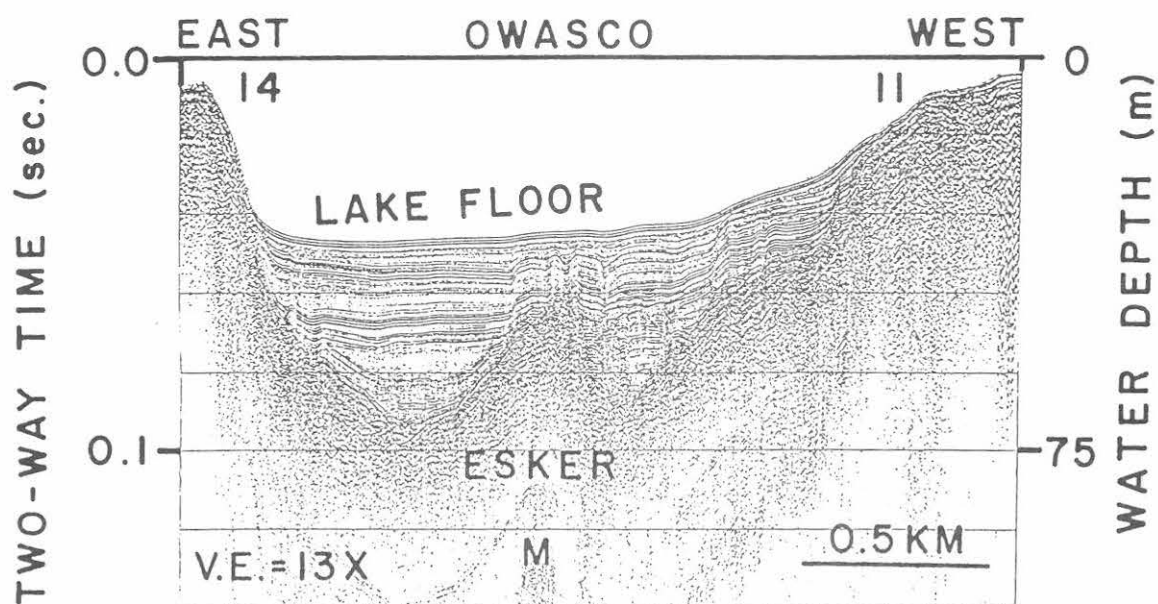 EAST OWASCO WEST
0.0 0
14 11
LAKE FLOOR
TWO-WAY TIME (sec.)
WATER DEPTH (m)
0.1 75
ESKER
M
0.5 KM
V.E. = 13 X